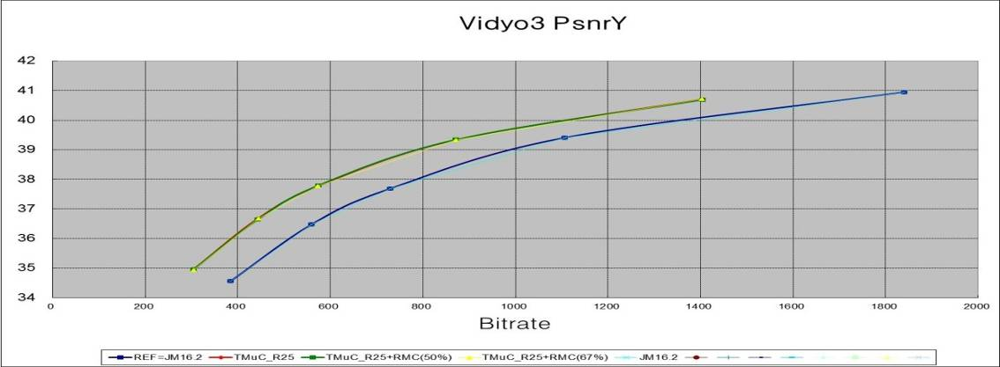 Vidyo3 PsnrY
42
41
40
39
38
37
36
35
34
0 200 400 600 800 1000 1200 1400 1600 1800 2000
Bitrate
REF=JM16.2 TMuC_R25 TMuC_R25+RMC(50%) TMuC_R25+RMC(67%) JM16.2